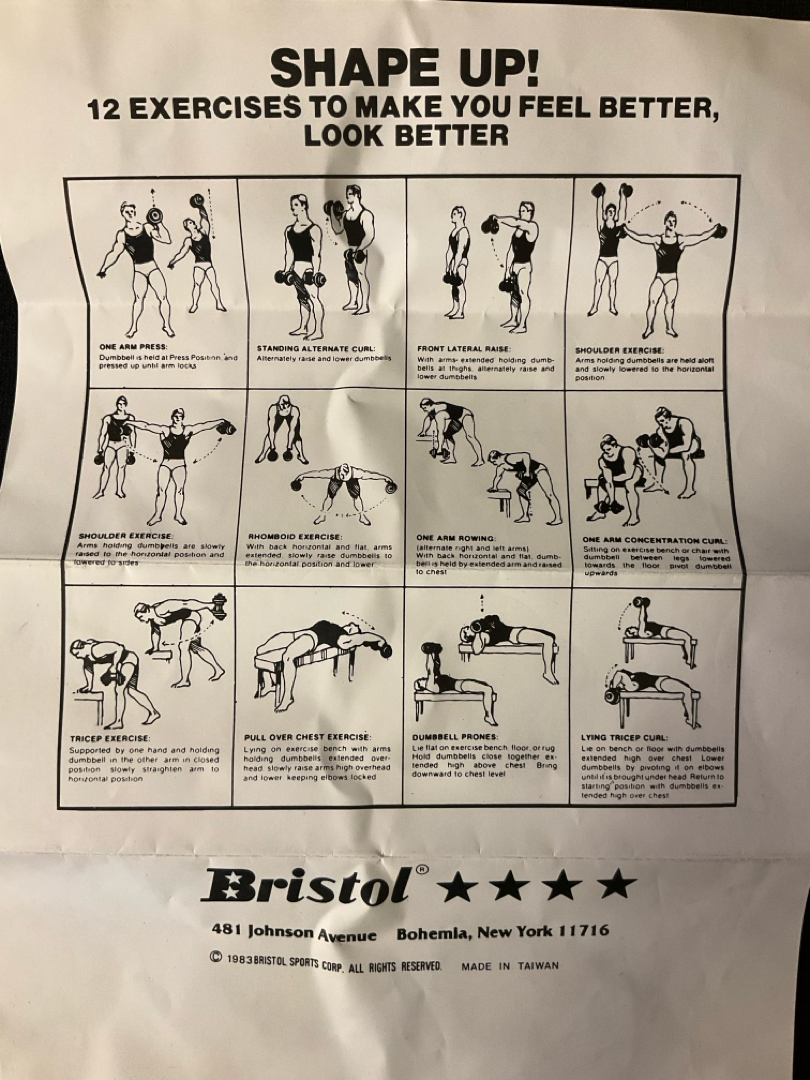 SHAPE UP!
12 EXERCISES TO MAKE YOU FEEL BETTER,
LOOK BETTER
ONE ARM PRESS:
Dumbbell is held at Press Position, and
pressed up until arm locks
STANDING ALTERNATE CURL:
Alternately raise and lower dumbbells
FRONT LATERAL RAISE:
With arms- extended holding dumb-
bells at thighs, alternately raise and
lower dumbbells
SHOULDER EXERCISE:
Arms holding dumbbells are held aloft
and slowly lowered to the horizontal
position
SHOULDER EXERCISE:
Arms holding dumbbells are slowly
raised to the horizontal position and
lowered to sides
RHOMBOID EXERCISE:
With back horizontal and flat, arms
extended, slowly raise dumbbells to
the horizontal position and lower
ONE ARM ROWING:
(alternate right and left arms)
With back horizontal and flat, dumb-
bell is held by extended arm and raised
to chest
ONE ARM CONCENTRATION CURL:
Sitting on exercise bench or chair with
dumbbell between legs lowered
towards the floor, pivot dumbbell
upwards
TRICEP EXERCISE:
Supported by one hand and holding
dumbbell in the other arm in closed
position slowly straighten arm to
horizontal position
PULL OVER CHEST EXERCISE:
Lying on exercise bench with arms
holding dumbbells extended over-
head, slowly raise arms high overhead
and lower keeping elbows locked
DUMBBELL PRONES:
Lie flat on exercise bench, floor, or rug
Hold dumbbells close together ex-
tended high above chest Bring
downward to chest level
LYING TRICEP CURL:
Lie on bench or floor with dumbbells
extended high over chest Lower
dumbbells by pivoting it on elbows
until it is brought under head Return to
starting position with dumbbells ex-
tended high over chest
Bristol® ★★★★
481 Johnson Avenue Bohemia, New York 11716
© 1983 BRISTOL SPORTS CORP. ALL RIGHTS RESERVED. MADE IN TAIWAN